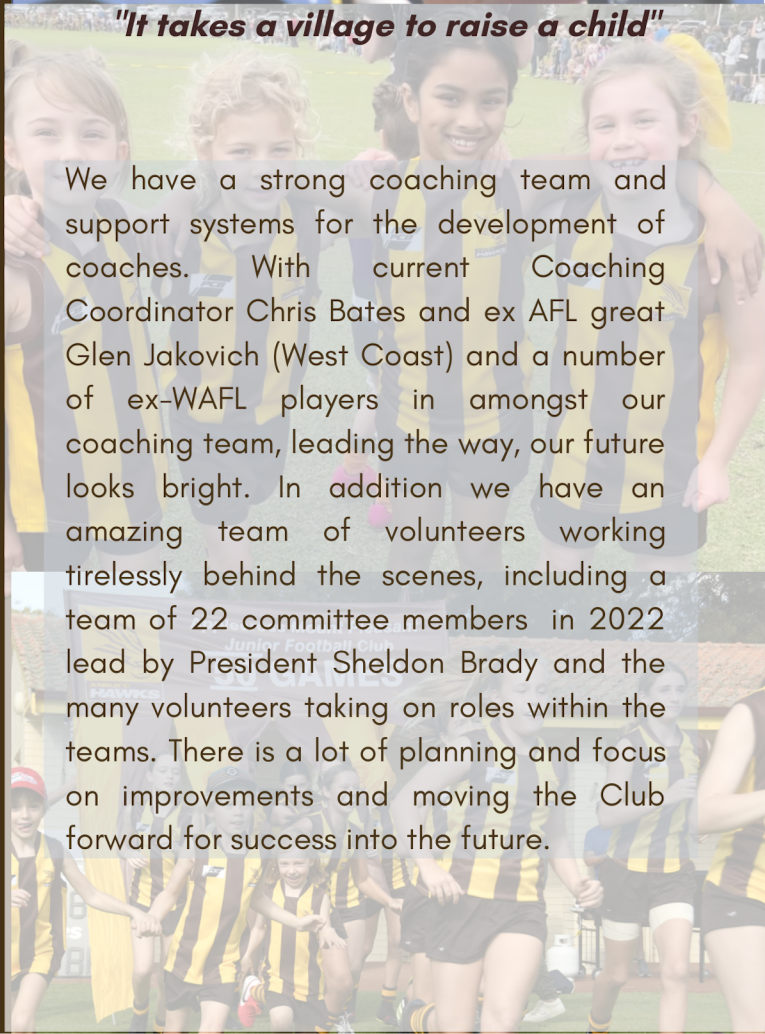 "It takes a village to raise a child"
We have a strong coaching team and
support systems for the development of
coaches. With current Coaching
Coordinator Chris Bates and ex AFL great
Glen Jakovich (West Coast) and a number
of ex-WAFL players in amongst our
coaching team, leading the way, our future
looks bright. In addition we have an
amazing team of volunteers working
tirelessly behind the scenes, including a
team of 22 committee members in 2022
lead by President Sheldon Brady and the
many volunteers taking on roles within the
teams. There is a lot of planning and focus
on improvements and moving the Club
forward for success into the future.
Junior Football Club
GAMES
HAWKS